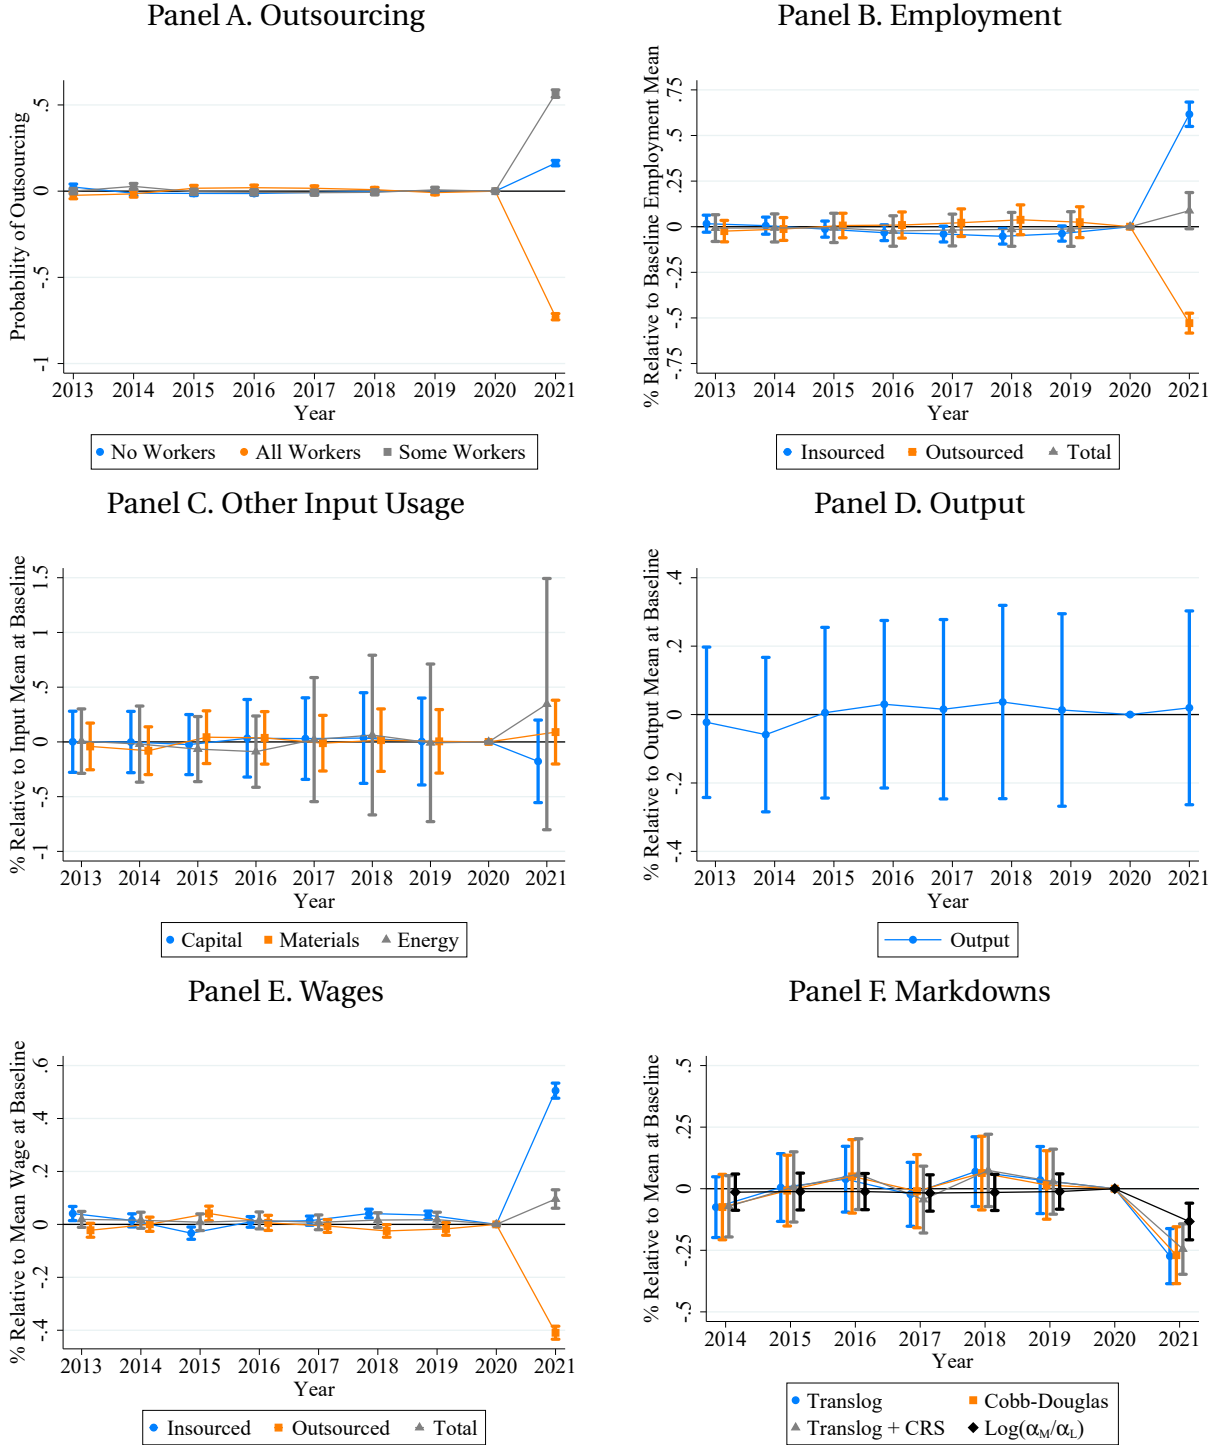 Panel A. Outsourcing
Probability of Outsourcing
.5
0
-.5
-1
2013 2014 2015 2016 2017 2018 2019 2020 2021
Year
No Workers All Workers Some Workers
Panel B. Employment
% Relative to Baseline Employment Mean
.75
.5
.25
0
-.25
-.5
-.75
2013 2014 2015 2016 2017 2018 2019 2020 2021
Year
Insourced Outsourced Total
Panel C. Other Input Usage
% Relative to Input Mean at Baseline
1.5
1
.5
0
-.5
-1
2013 2014 2015 2016 2017 2018 2019 2020 2021
Year
Capital Materials Energy
Panel D. Output
% Relative to Output Mean at Baseline
.4
.2
0
-.2
-.4
2013 2014 2015 2016 2017 2018 2019 2020 2021
Year
Output
Panel E. Wages
% Relative to Mean Wage at Baseline
.6
.4
.2
0
-.2
-.4
2013 2014 2015 2016 2017 2018 2019 2020 2021
Year
Insourced Outsourced Total
Panel F. Markdowns
% Relative to Mean at Baseline
.5
.25
0
-.25
-.5
2014 2015 2016 2017 2018 2019 2020 2021
Year
Translog Cobb-Douglas
Translog + CRS Log(α_M/α_L)